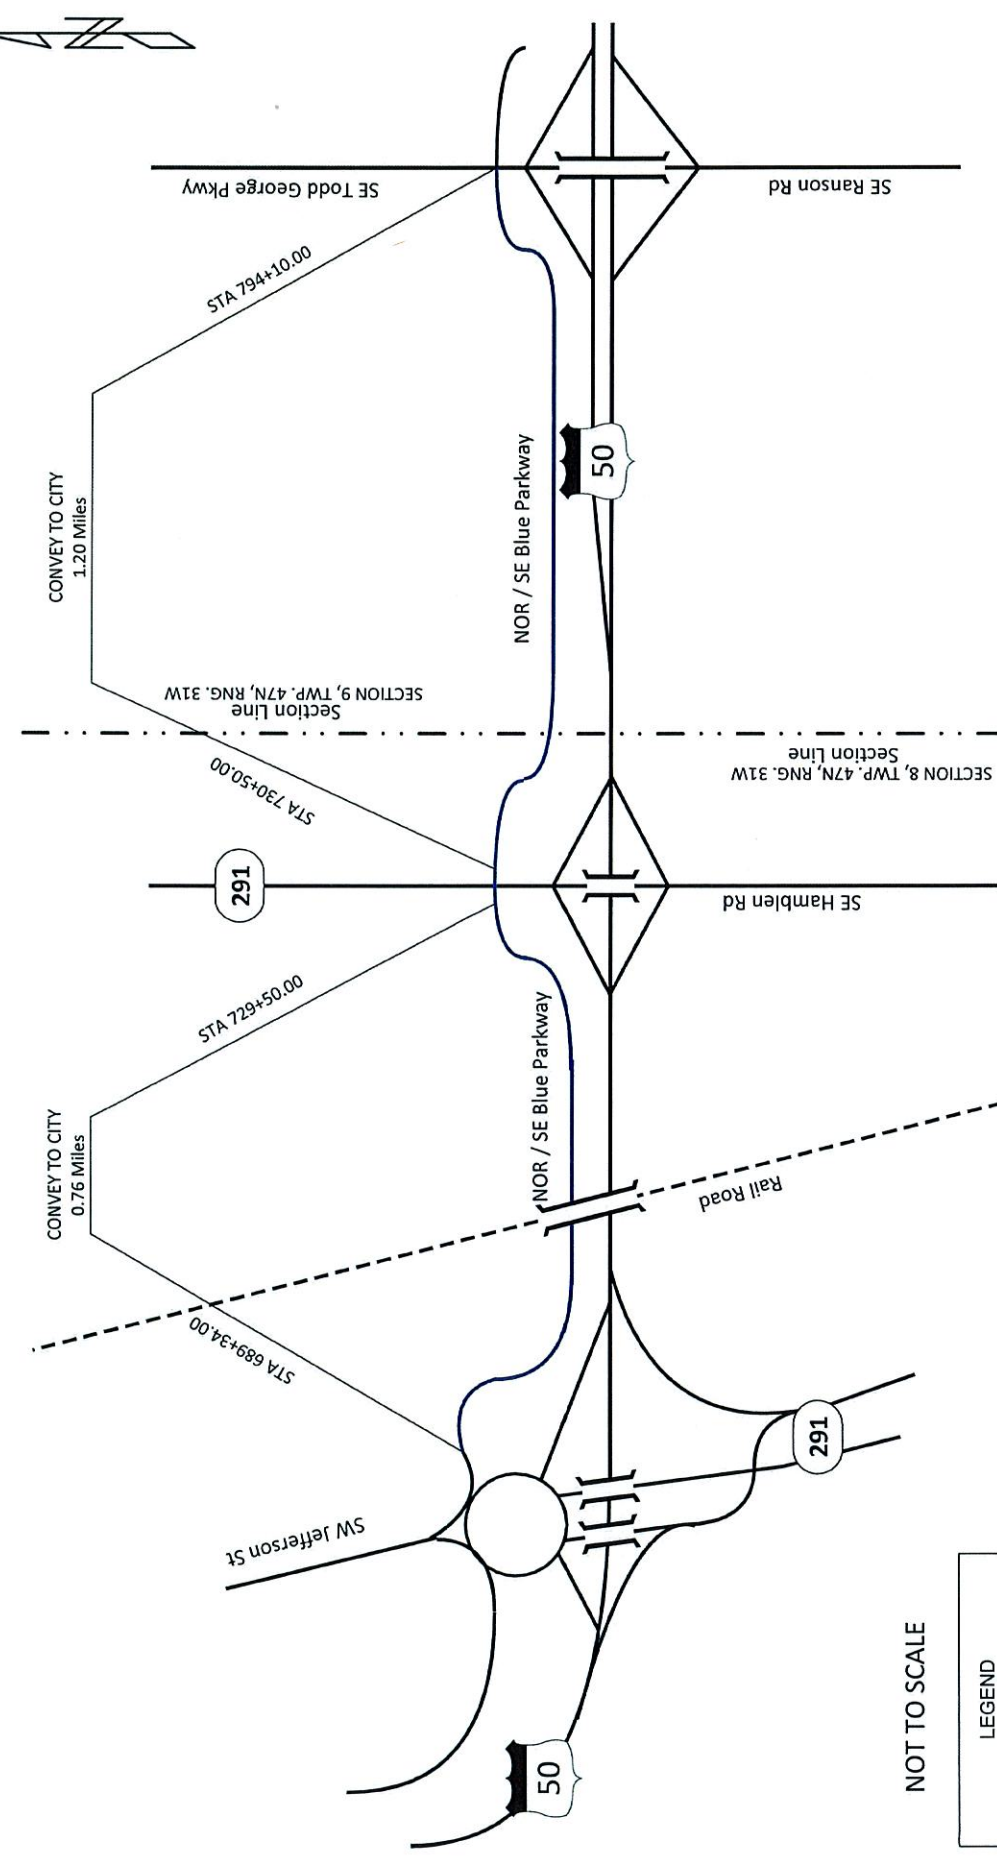 CONVEY TO CITY
0.76 Miles
CONVEY TO CITY
1.20 Miles
STA 689+34.00
STA 729+50.00
STA 730+50.00
STA 794+10.00
SW Jefferson St
291
SE Todd George Pkwy
Section Line
SECTION 9, TWP. 47N, RNG. 31W
NOR / SE Blue Parkway
NOR / SE Blue Parkway
50
50
Rail Road
291
SE Hamblen Rd
Section Line
SECTION 8, TWP. 47N, RNG. 31W
SE Ranson Rd
N
NOT TO SCALE
LEGEND